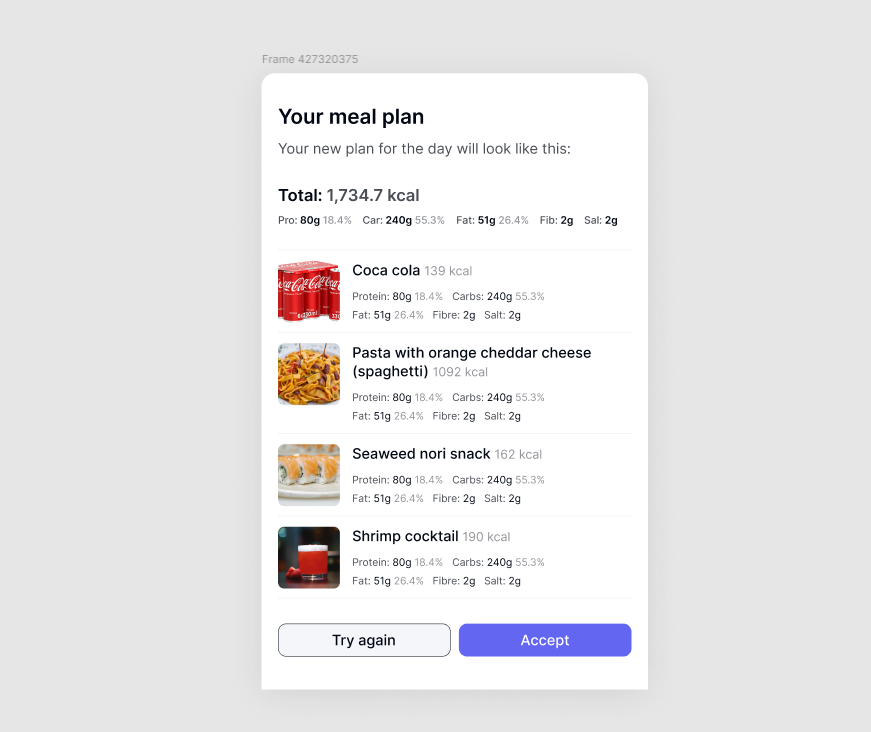 Frame 427320375
Your meal plan
Your new plan for the day will look like this:
Total: 1,734.7 kcal
Pro: 80g 18.4% Car: 240g 55.3% Fat: 51g 26.4% Fib: 2g Sal: 2g
Coca cola 139 kcal
Protein: 80g 18.4% Carbs: 240g 55.3%
Fat: 51g 26.4% Fibre: 2g Salt: 2g
Pasta with orange cheddar cheese
(spaghetti) 1092 kcal
Protein: 80g 18.4% Carbs: 240g 55.3%
Fat: 51g 26.4% Fibre: 2g Salt: 2g
Seaweed nori snack 162 kcal
Protein: 80g 18.4% Carbs: 240g 55.3%
Fat: 51g 26.4% Fibre: 2g Salt: 2g
Shrimp cocktail 190 kcal
Protein: 80g 18.4% Carbs: 240g 55.3%
Fat: 51g 26.4% Fibre: 2g Salt: 2g
Try again Accept